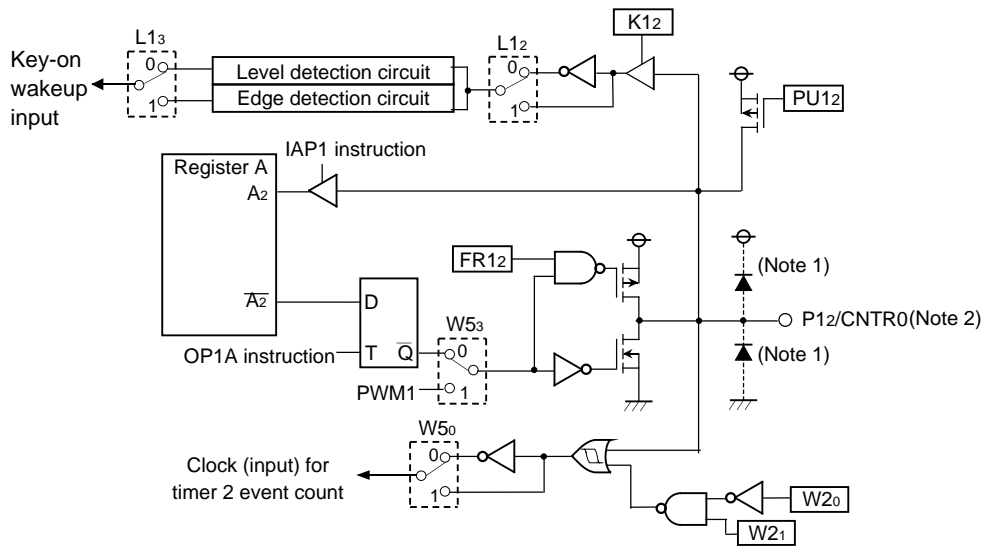 L13
Key-on
wakeup
input
0
1
Level detection circuit
Edge detection circuit
L12
0
1
K12
PU12
IAP1 instruction
Register A
A2
A2
FR12
D
T Q
OP1A instruction
W53
0
1
PWM1
(Note 1)
P12/CNTR0(Note 2)
(Note 1)
W50
0
1
Clock (input) for
timer 2 event count
W20
W21